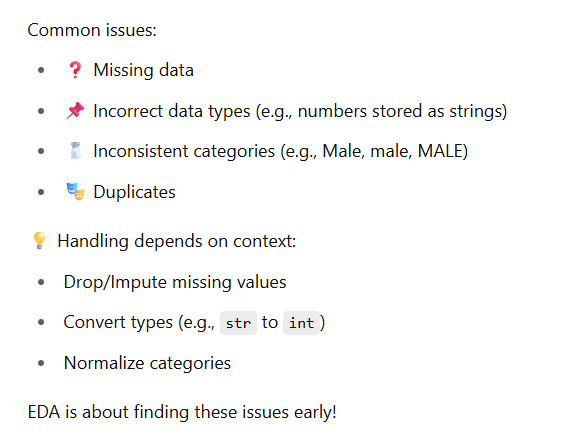 Common issues:
• ❓ Missing data
• 📌 Incorrect data types (e.g., numbers stored as strings)
• 🧂 Inconsistent categories (e.g., Male, male, MALE)
• 🎭 Duplicates
💡 Handling depends on context:
• Drop/Impute missing values
• Convert types (e.g., str to int)
• Normalize categories
EDA is about finding these issues early!